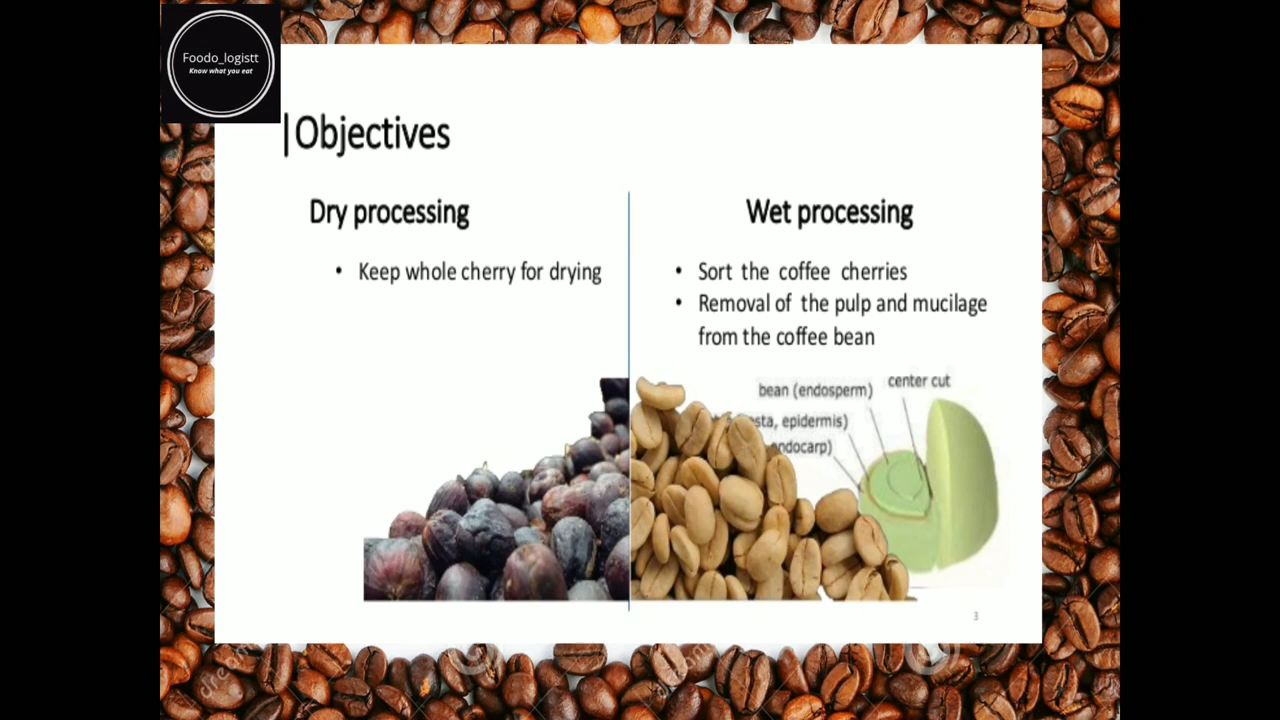 Foodo_logistt
Know what you eat
|Objectives
Dry processing
• Keep whole cherry for drying
Wet processing
• Sort the coffee cherries
• Removal of the pulp and mucilage
from the coffee bean
bean (endosperm)
center cut
epidermis)
3